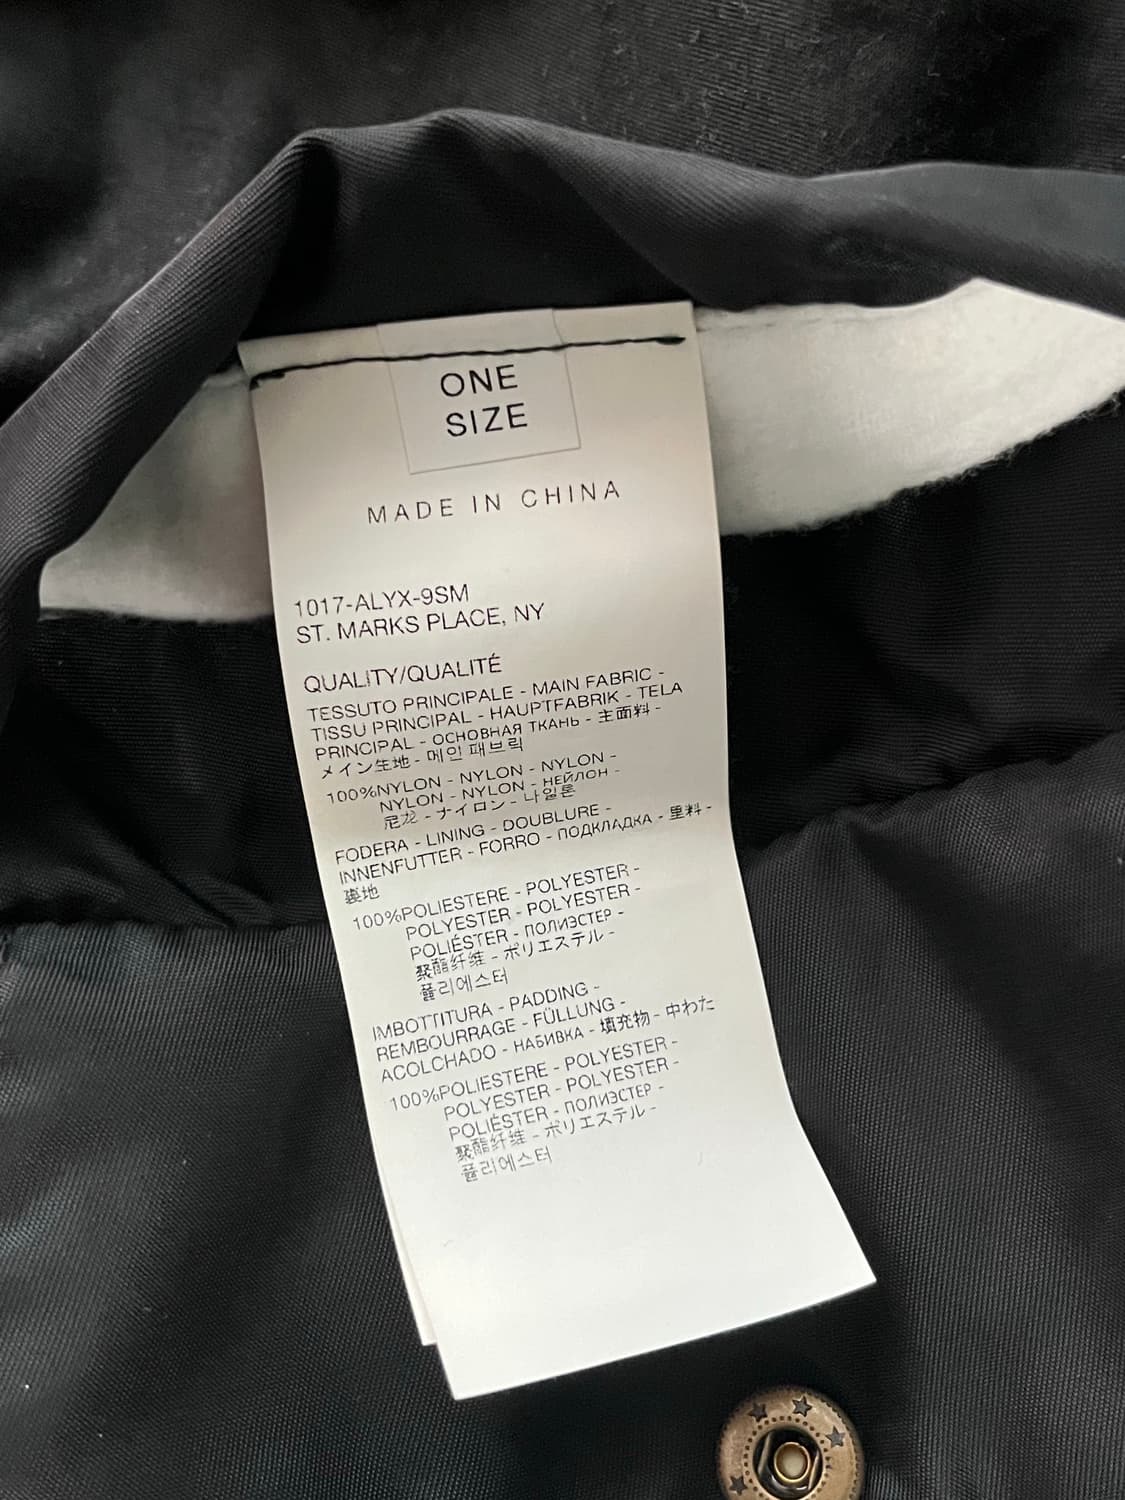 ONE
SIZE
MADE IN CHINA
1017-ALYX-9SM
ST. MARKS PLACE, NY
QUALITY/QUALITÉ
TESSUTO PRINCIPALE - MAIN FABRIC -
TISSU PRINCIPAL - HAUPTFABRIK - TELA
PRINCIPAL - ОСНОВНАЯ ТКАНЬ - 主面料 -
メイン生地 - 메인 패브릭
100%NYLON - NYLON - NYLON -
NYLON - NYLON - НЕЙЛОН -
尼龙 - ナイロン - 나일론
FODERA - LINING - DOUBLURE -
INNENFUTTER - FORRO - ПОДКЛАДКА - 里料 -
裏地
100%POLIESTERE - POLYESTER -
POLYESTER - POLYESTER -
POLIÉSTER - ПОЛИЭСТЕР -
聚酯纤维 - ポリエステル -
폴리에스터
IMBOTTITURA - PADDING -
REMBOURRAGE - FÜLLUNG -
ACOLCHADO - НАБИВКА - 填充物 - 中わた
100%POLIESTERE - POLYESTER -
POLYESTER - POLYESTER -
POLIÉSTER - ПОЛИЭСТЕР -
聚酯纤维 - ポリエステル -
폴리에스터